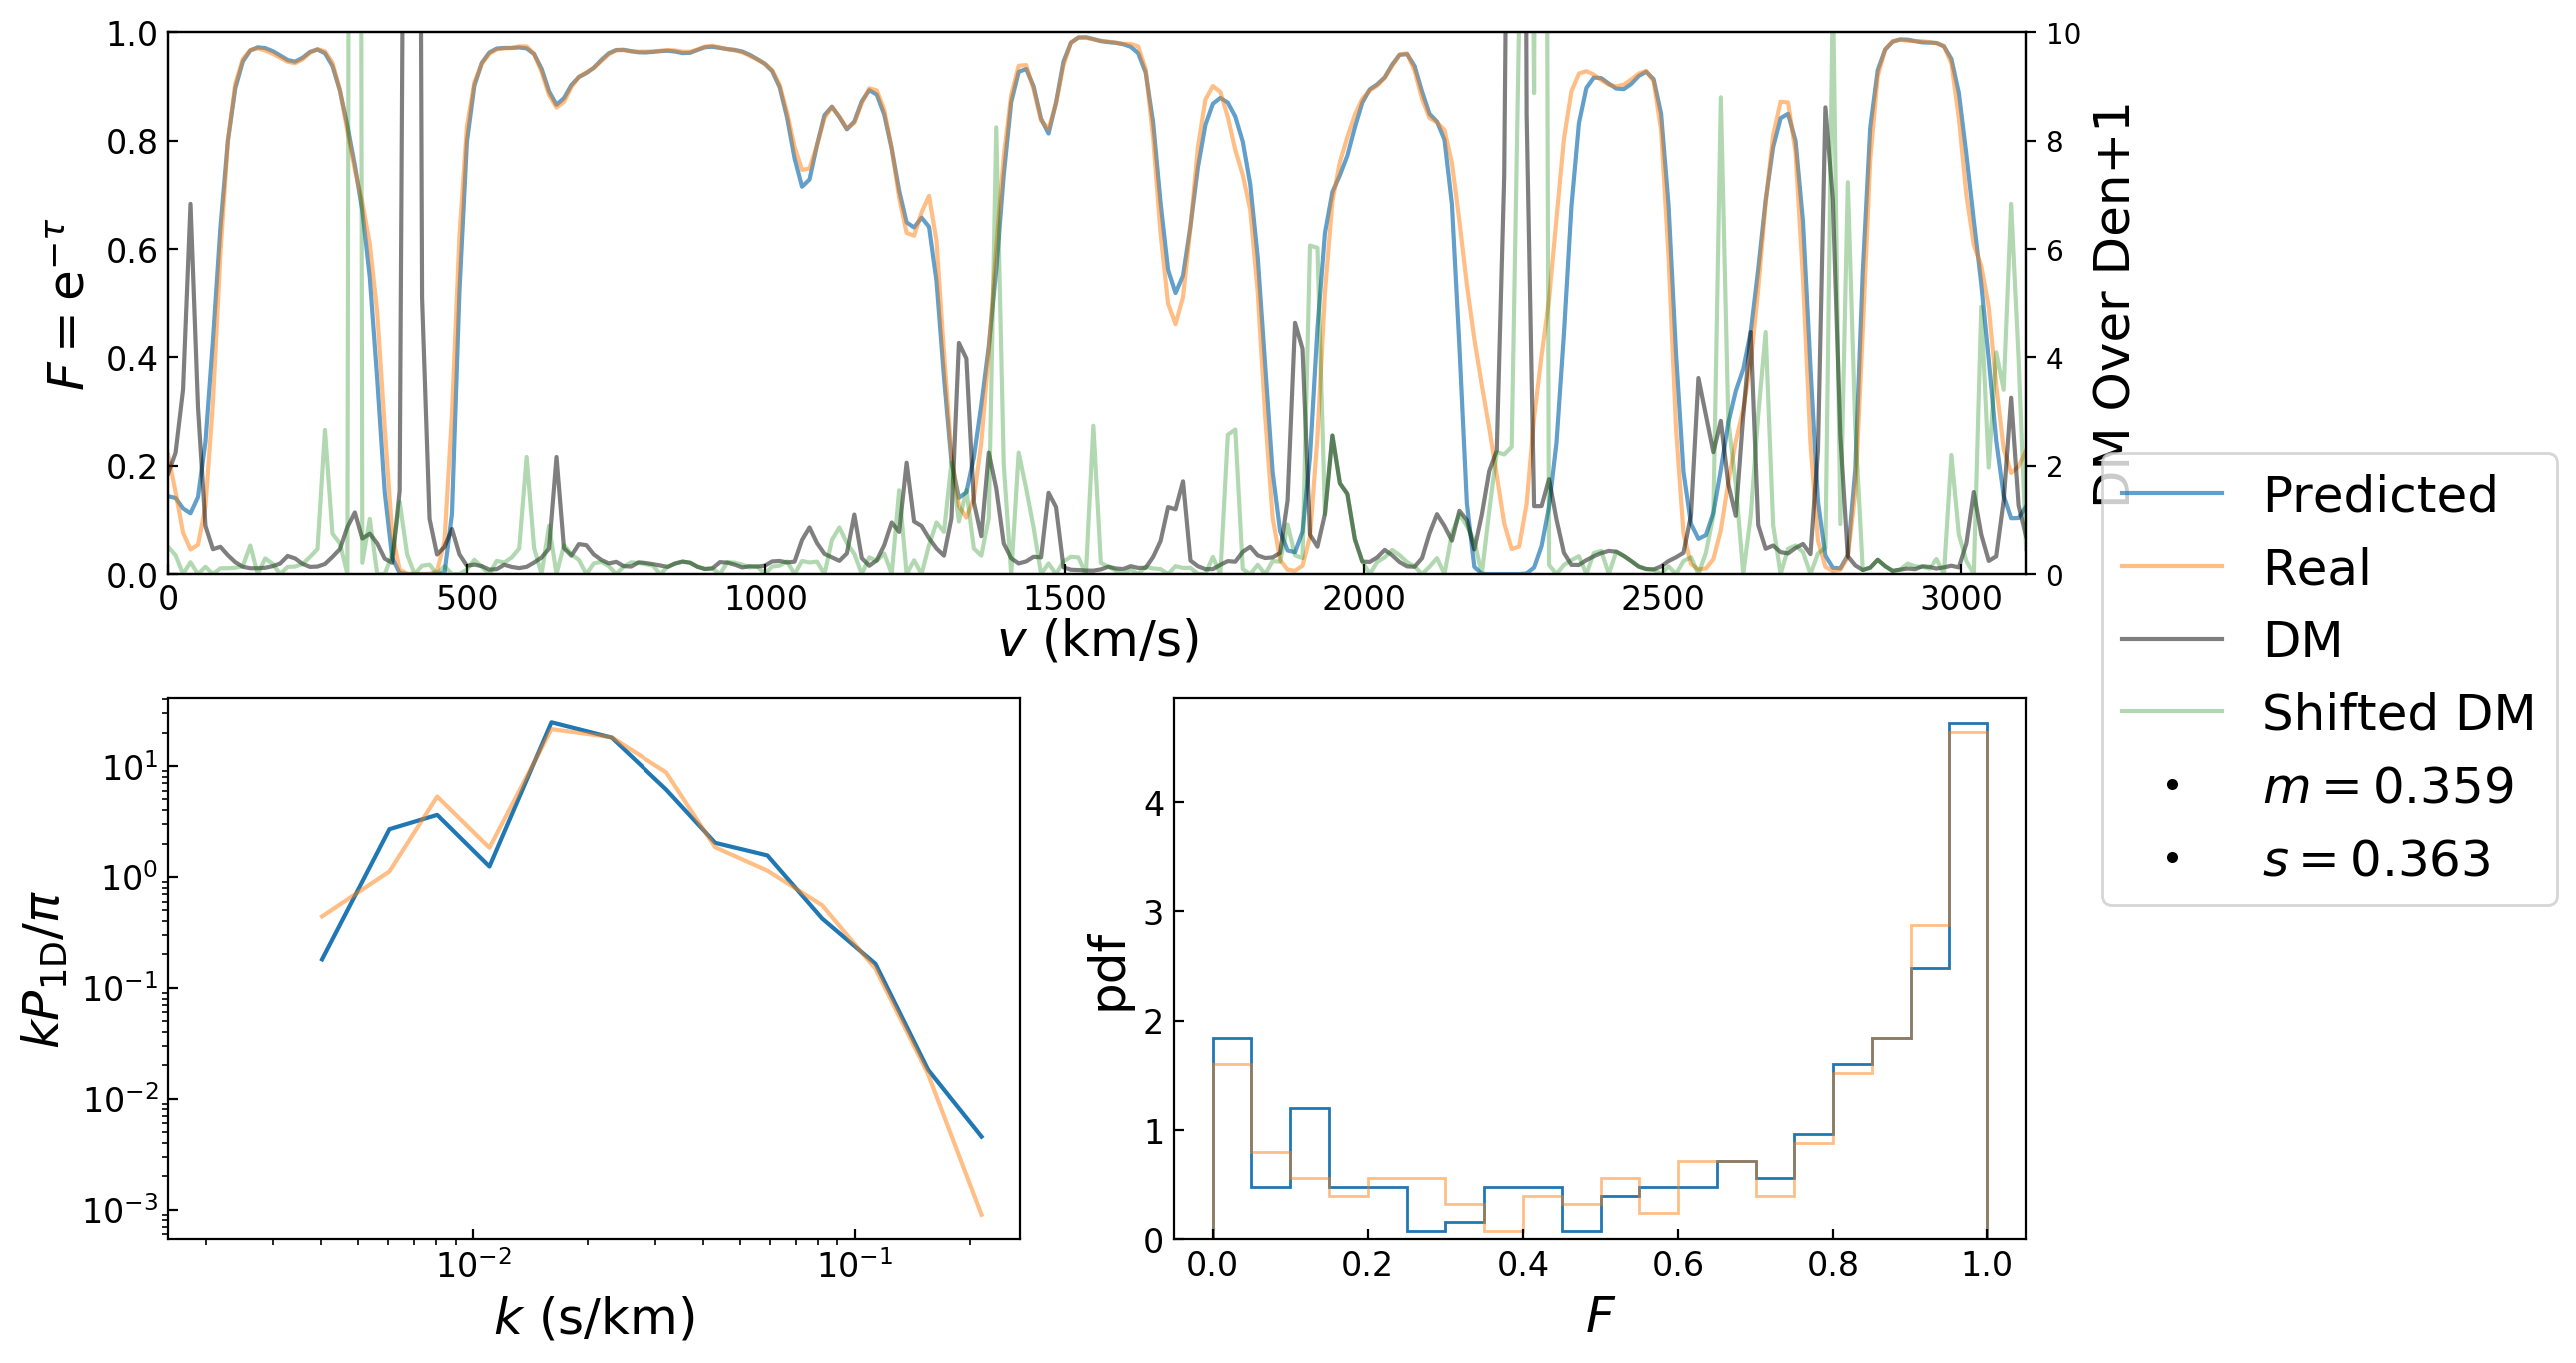 1.0
0.8
0.6
0.4
0.2
0.0
F = e^{-τ}
10
8
6
4
2
0
DM Over Den+1
0 500 1000 1500 2000 2500 3000
v (km/s)
Predicted
Real
DM
Shifted DM
m = 0.359
s = 0.363
10^1
10^0
10^{-1}
10^{-2}
10^{-3}
kP_{1D}/π
10^{-2} 10^{-1}
k (s/km)
4
3
2
1
0
pdf
0.0 0.2 0.4 0.6 0.8 1.0
F